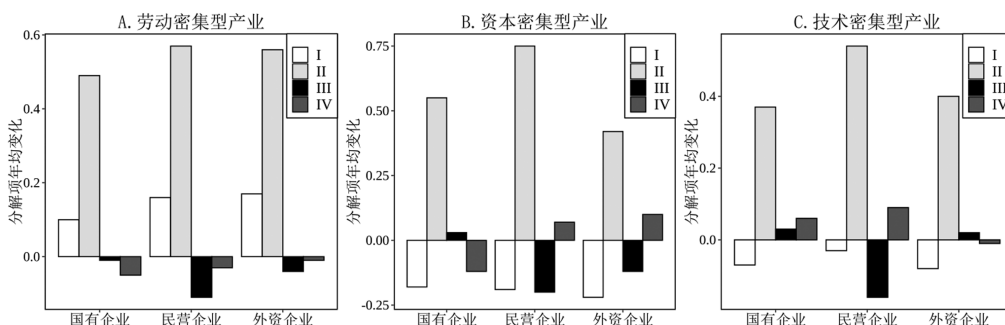 A.劳动密集型产业
分解项年均变化
0.6
0.4
0.2
0.0
I
II
III
IV
国有企业 民营企业 外资企业
B.资本密集型产业
分解项年均变化
0.75
0.50
0.25
0.00
-0.25
I
II
III
IV
国有企业 民营企业 外资企业
C.技术密集型产业
分解项年均变化
0.4
0.2
0.0
I
II
III
IV
国有企业 民营企业 外资企业